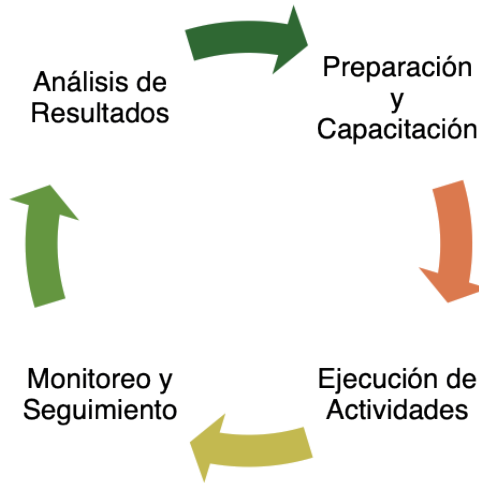 Análisis de
Resultados
Preparación
y
Capacitación
Ejecución de
Actividades
Monitoreo y
Seguimiento